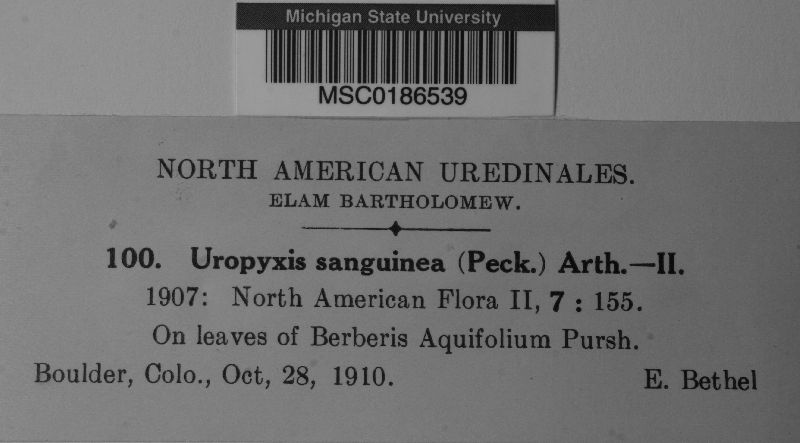 Michigan State University
MSC0186539
NORTH AMERICAN UREDINALES.
ELAM BARTHOLOMEW.
100. Uropyxis sanguinea (Peck.) Arth.—II.
1907: North American Flora II, 7 : 155.
On leaves of Berberis Aquifolium Pursh.
Boulder, Colo., Oct, 28, 1910. E. Bethel